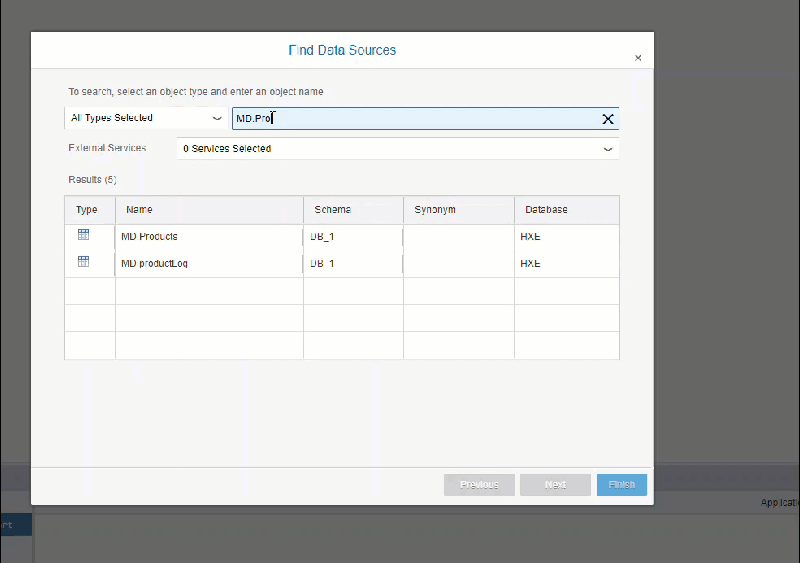 Find Data Sources
×
To search, select an object type and enter an object name
All Types Selected
MD.Pro
External Services
0 Services Selected
Results (5)
Type Name Schema Synonym Database
MD.Products DB_1 HXE
MD.productLog DB_1 HXE
Previous Next Finish